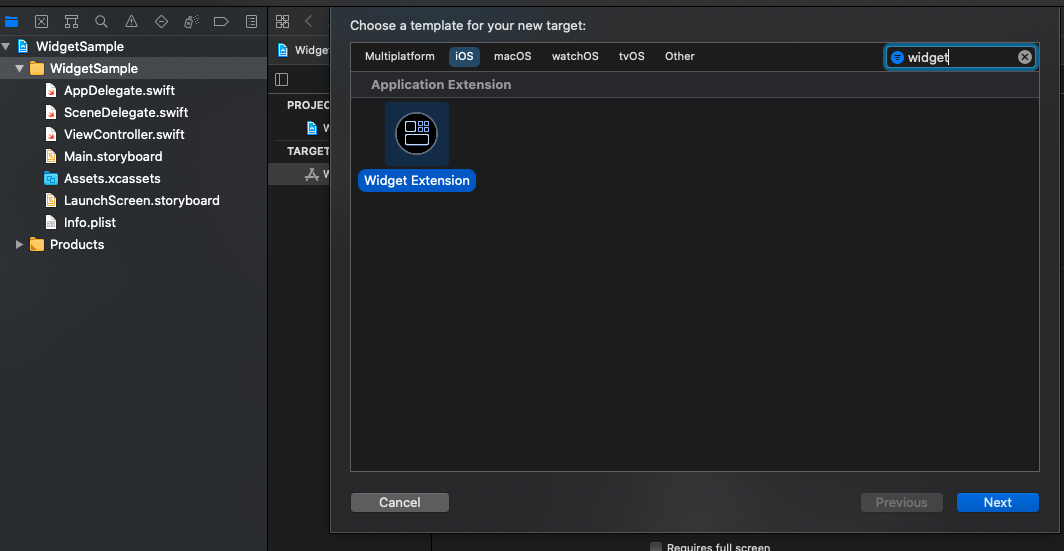 WidgetSample
WidgetSample
AppDelegate.swift
SceneDelegate.swift
ViewController.swift
Main.storyboard
Assets.xcassets
LaunchScreen.storyboard
Info.plist
Products
Widge
PROJEC
W
TARGET
W
Choose a template for your new target:
Multiplatform iOS macOS watchOS tvOS Other
widget
Application Extension
Widget Extension
Cancel
Previous
Next
Requires full screen